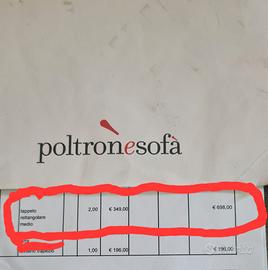 poltronesofà
tappeto rettangolare medio 2,00 € 349,00 € 698,00
1,00 € 196,00 € 196,00